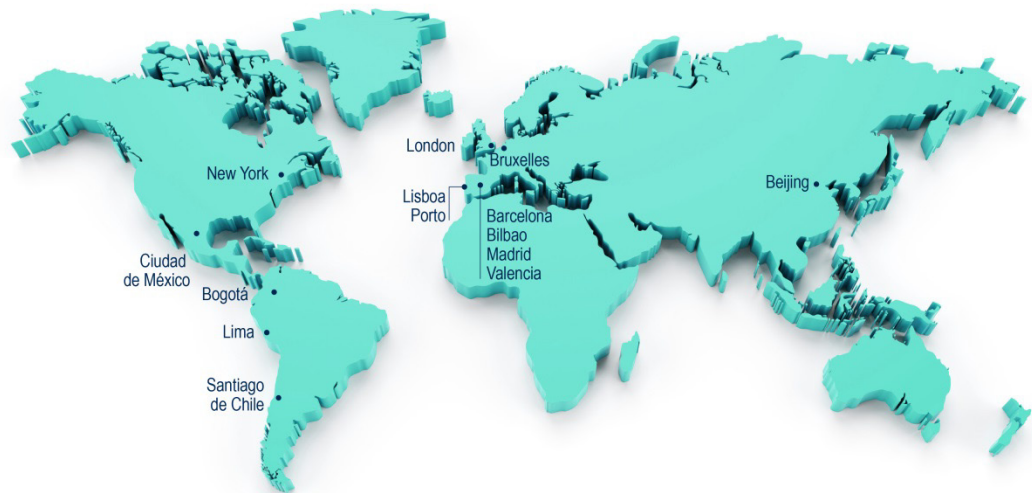 London
Bruxelles
New York
Beijing
Lisboa
Porto
Barcelona
Bilbao
Madrid
Valencia
Ciudad
de México
Bogotá
Lima
Santiago
de Chile